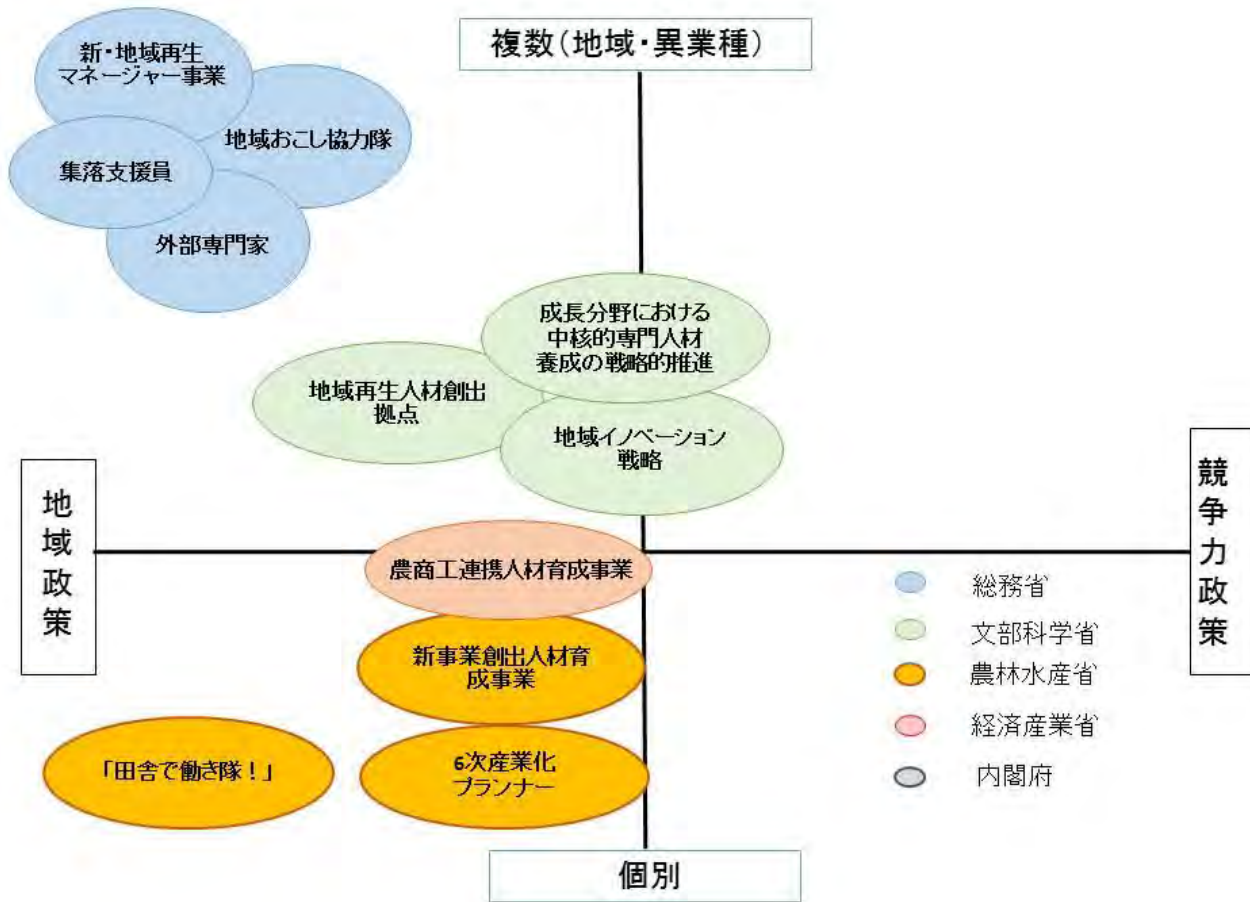 複数（地域・異業種）
新・地域再生
マネージャー事業
地域おこし協力隊
集落支援員
外部専門家
成長分野における
中核的専門人材
養成の戦略的推進
地域再生人材創出
拠点
地域イノベーション
戦略
地域政策
競争力政策
農商工連携人材育成事業
新事業創出人材育
成事業
「田舎で働き隊！」
6次産業化
プランナー
総務省
文部科学省
農林水産省
経済産業省
内閣府
個別